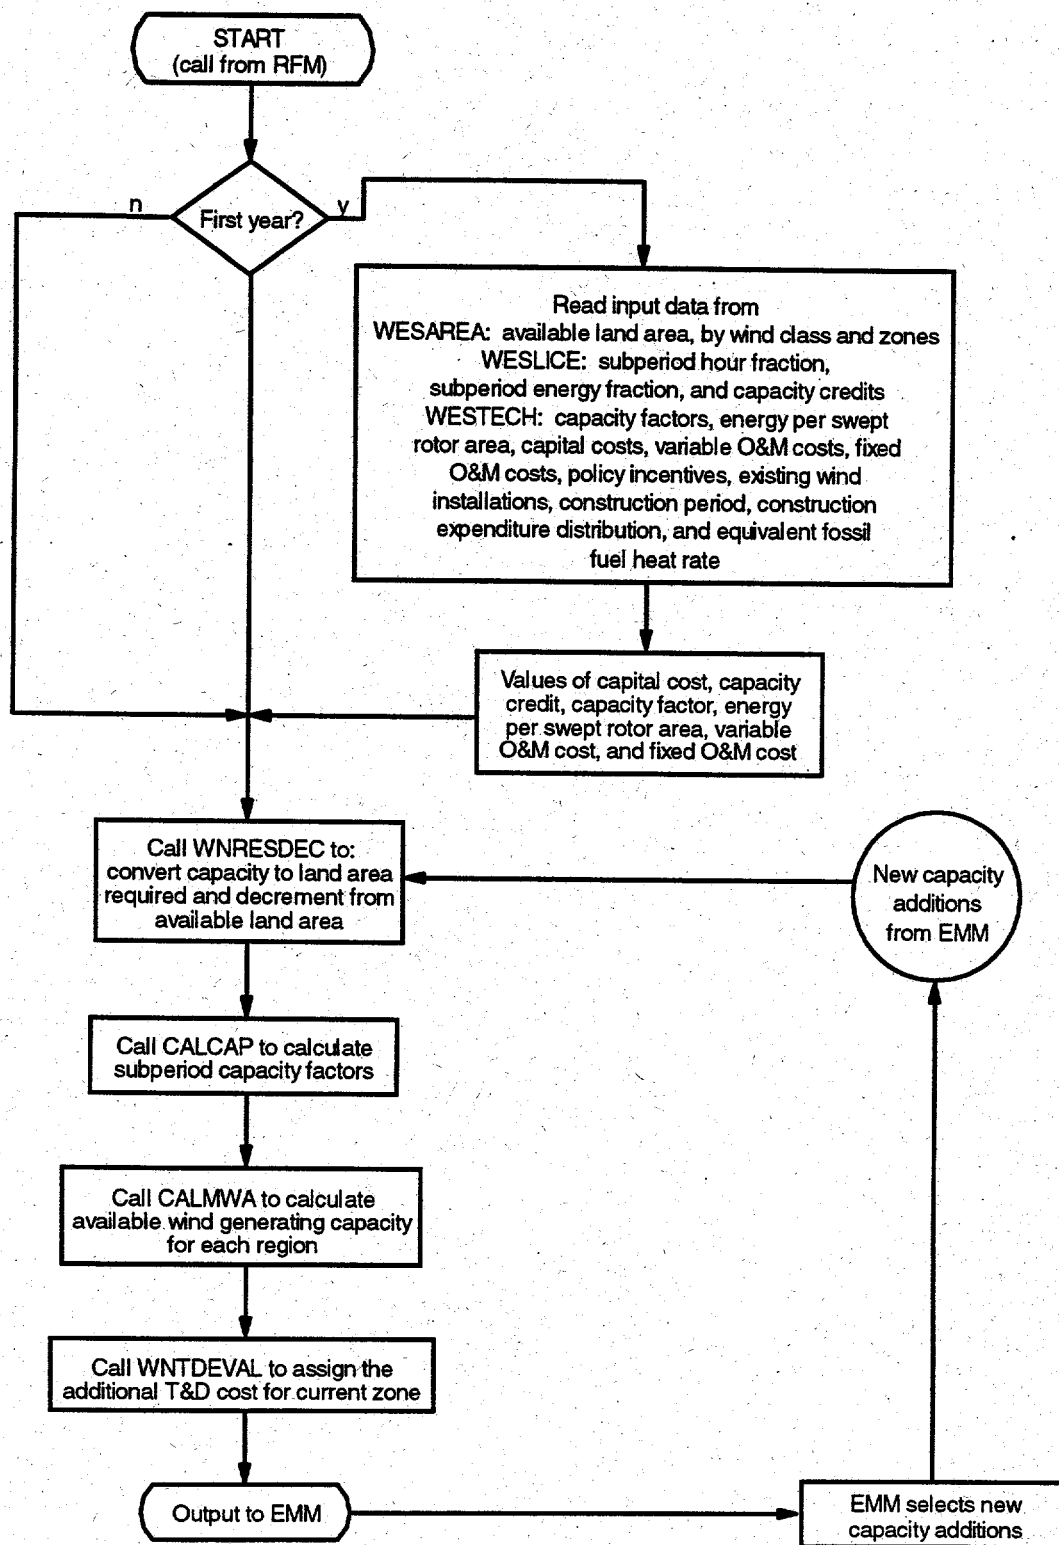 START
(call from RFM)
n
First year?
y
Read input data from
WESAREA: available land area, by wind class and zones
WESLICE: subperiod hour fraction,
subperiod energy fraction, and capacity credits
WESTECH: capacity factors, energy per swept
rotor area, capital costs, variable O&M costs, fixed
O&M costs, policy incentives, existing wind
installations, construction period, construction
expenditure distribution, and equivalent fossil
fuel heat rate
Values of capital cost, capacity
credit, capacity factor, energy
per swept rotor area, variable
O&M cost, and fixed O&M cost
Call WNRESDEC to:
convert capacity to land area
required and decrement from
available land area
New capacity
additions
from EMM
Call CALCAP to calculate
subperiod capacity factors
Call CALMWA to calculate
available wind generating capacity
for each region
Call WNTDEVAL to assign the
additional T&D cost for current zone
Output to EMM
EMM selects new
capacity additions